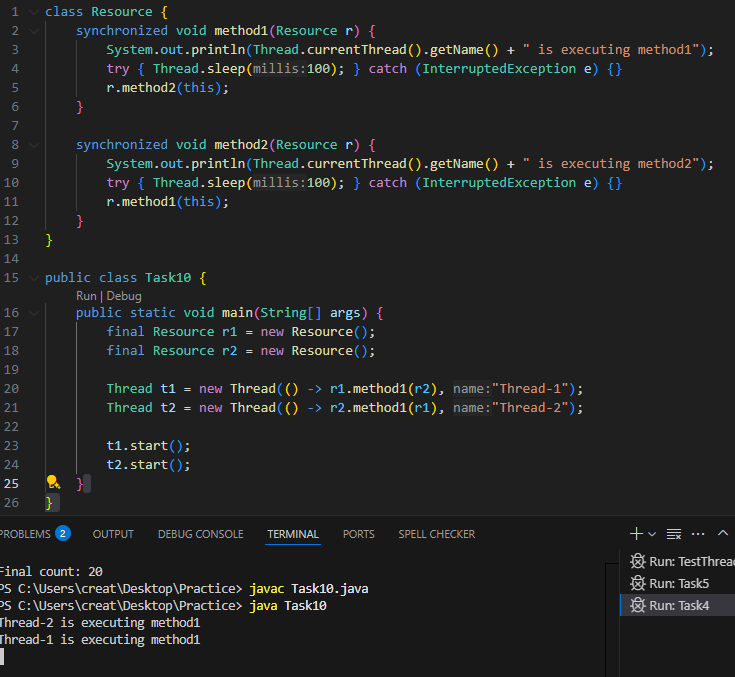 1 class Resource {
2 synchronized void method1(Resource r) {
3 System.out.println(Thread.currentThread().getName() + " is executing method1");
4 try { Thread.sleep(millis:100); } catch (InterruptedException e) {}
5 r.method2(this);
6 }
7
8 synchronized void method2(Resource r) {
9 System.out.println(Thread.currentThread().getName() + " is executing method2");
10 try { Thread.sleep(millis:100); } catch (InterruptedException e) {}
11 r.method1(this);
12 }
13 }
14
15 public class Task10 {
Run | Debug
16 public static void main(String[] args) {
17 final Resource r1 = new Resource();
18 final Resource r2 = new Resource();
19
20 Thread t1 = new Thread(() -> r1.method1(r2), name:"Thread-1");
21 Thread t2 = new Thread(() -> r2.method1(r1), name:"Thread-2");
22
23 t1.start();
24 t2.start();
25 }
26 }
PROBLEMS 2 OUTPUT DEBUG CONSOLE TERMINAL PORTS SPELL CHECKER
Final count: 20
PS C:\Users\creat\Desktop\Practice> javac Task10.java
PS C:\Users\creat\Desktop\Practice> java Task10
Thread-2 is executing method1
Thread-1 is executing method1
Run: TestThrea
Run: Task5
Run: Task4